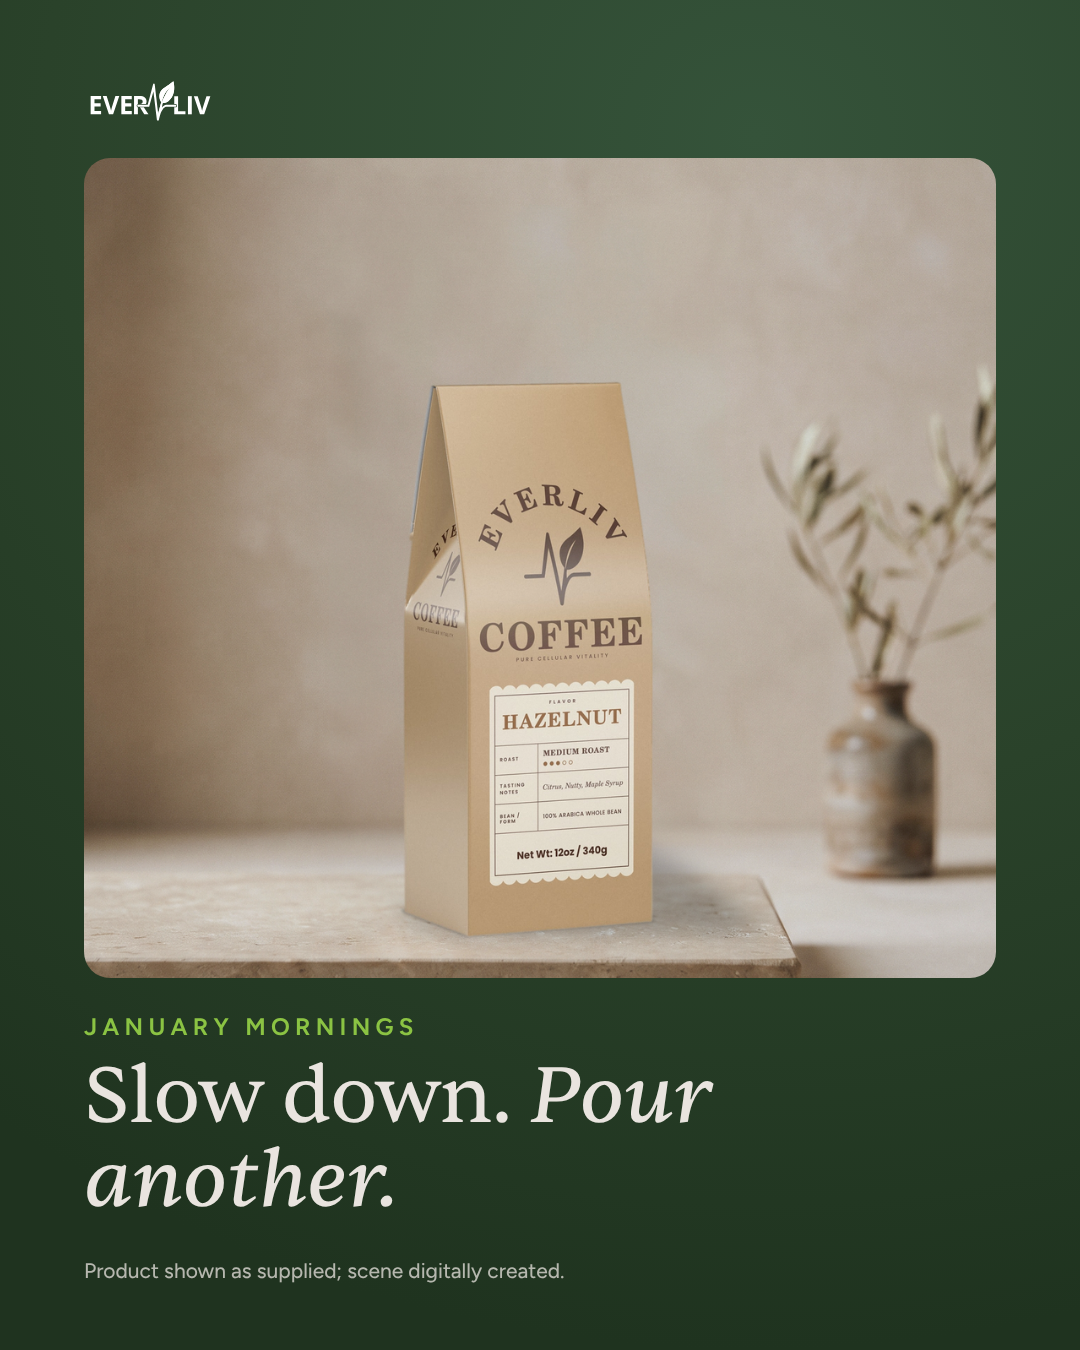 EVERLIV
EVERLIV
COFFEE
PURE CELLULAR VITALITY
EVE
COFFEE
FLAVOR
HAZELNUT
ROAST
MEDIUM ROAST
TASTING
NOTES
Citrus, Nutty, Maple Syrup
BEAN /
FORM
100% ARABICA WHOLE BEAN
Net Wt: 12oz / 340g
JANUARY MORNINGS
Slow down. Pour
another.
Product shown as supplied; scene digitally created.